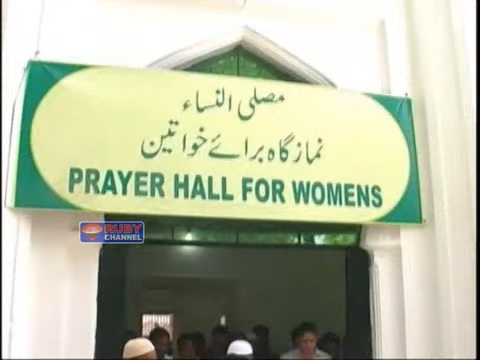 مصلى النساء
نماز گاہ برائے خواتین
PRAYER HALL FOR WOMENS
RUBY
CHANNEL